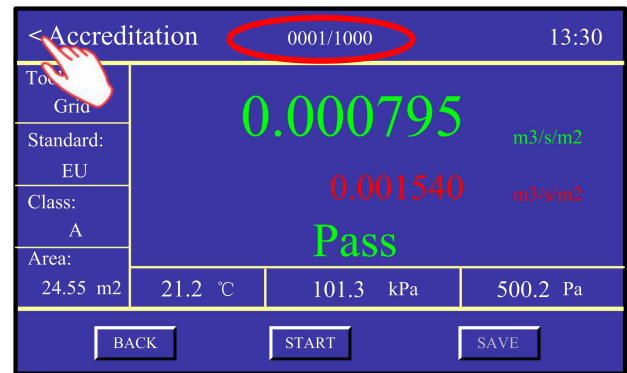 < Accreditation 0001/1000 13:30
Grid
0.000795 m3/s/m2
Standard:
EU
0.001540 m3/s/m2
Class:
A
Pass
Area:
24.55 m2
21.2 ℃ 101.3 kPa 500.2 Pa
BACK START SAVE